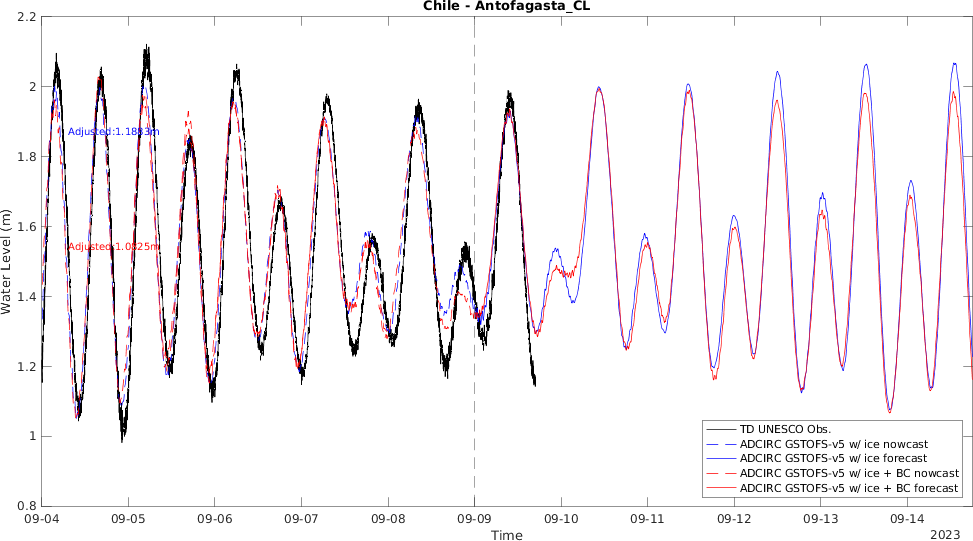 Chile - Antofagasta_CL
2.2
2
1.8
1.6
1.4
1.2
1
0.8
Water Level (m)
Adjusted:1.1883m
Adjusted:1.0825m
TD UNESCO Obs.
ADCIRC GSTOFS-v5 w/ ice nowcast
ADCIRC GSTOFS-v5 w/ ice forecast
ADCIRC GSTOFS-v5 w/ ice + BC nowcast
ADCIRC GSTOFS-v5 w/ ice + BC forecast
09-04 09-05 09-06 09-07 09-08 09-09 09-10 09-11 09-12 09-13 09-14
Time
2023